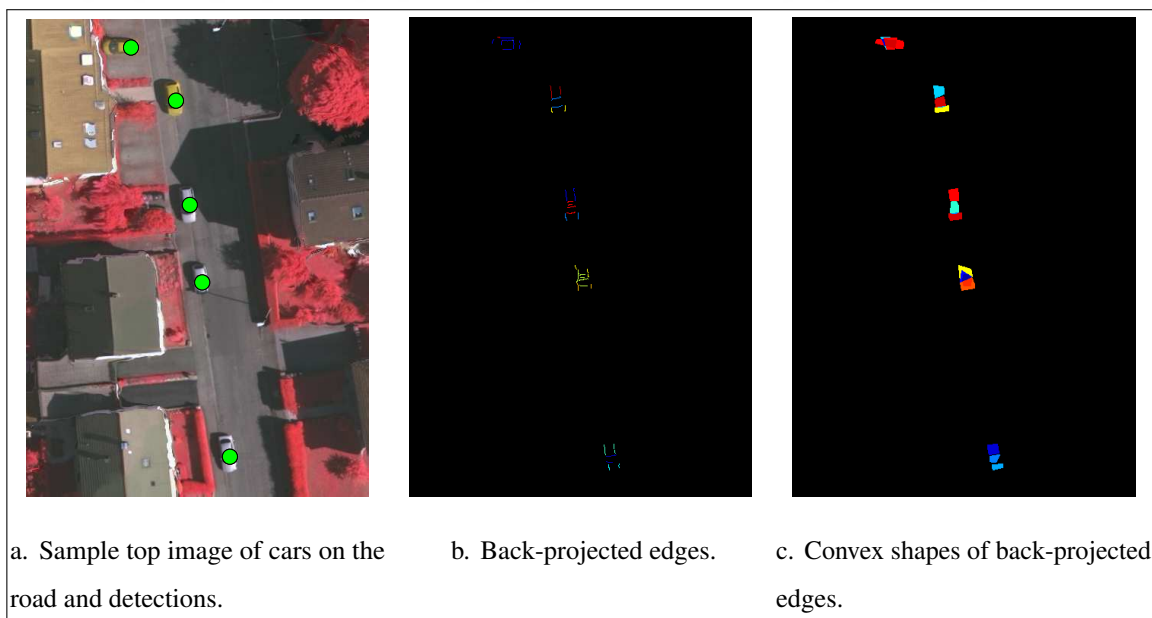 a. Sample top image of cars on the
road and detections.
b. Back-projected edges.
c. Convex shapes of back-projected
edges.